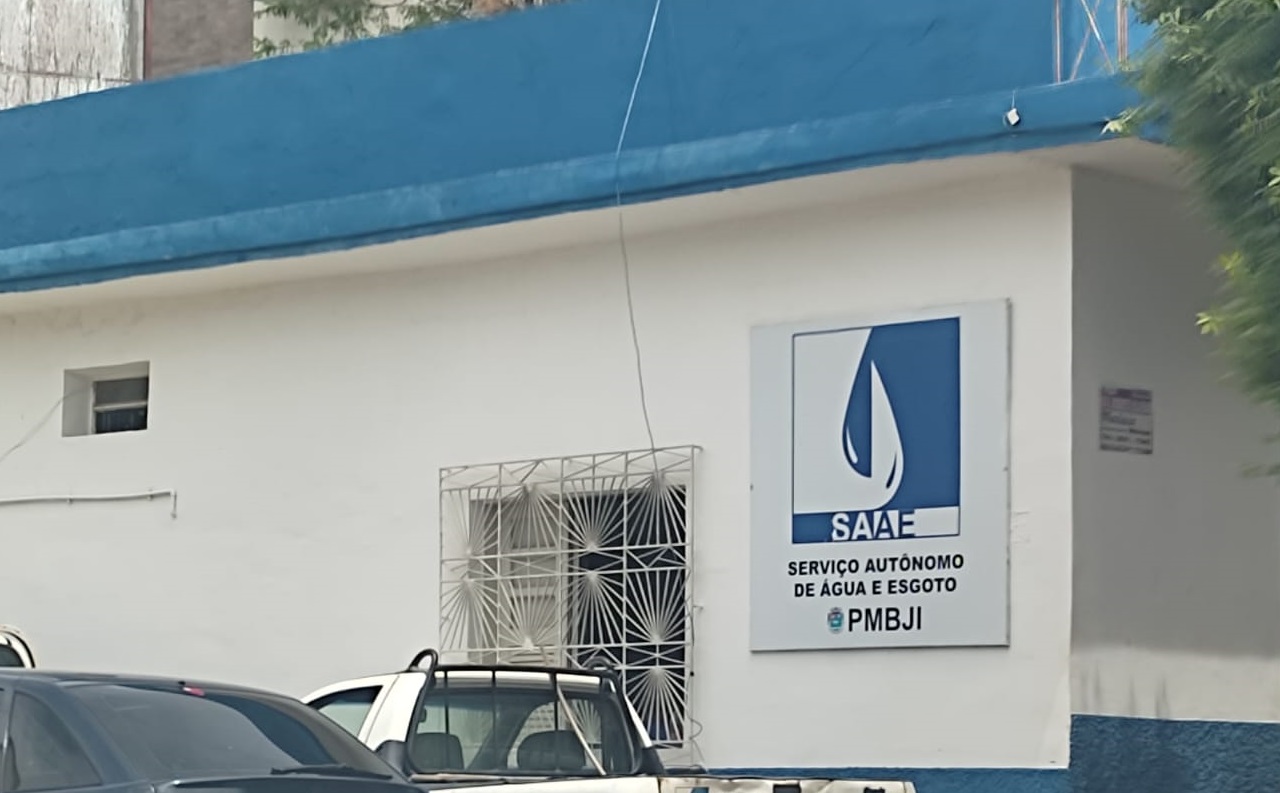 SAAE
SERVIÇO AUTÔNOMO
DE ÁGUA E ESGOTO
PMBJI